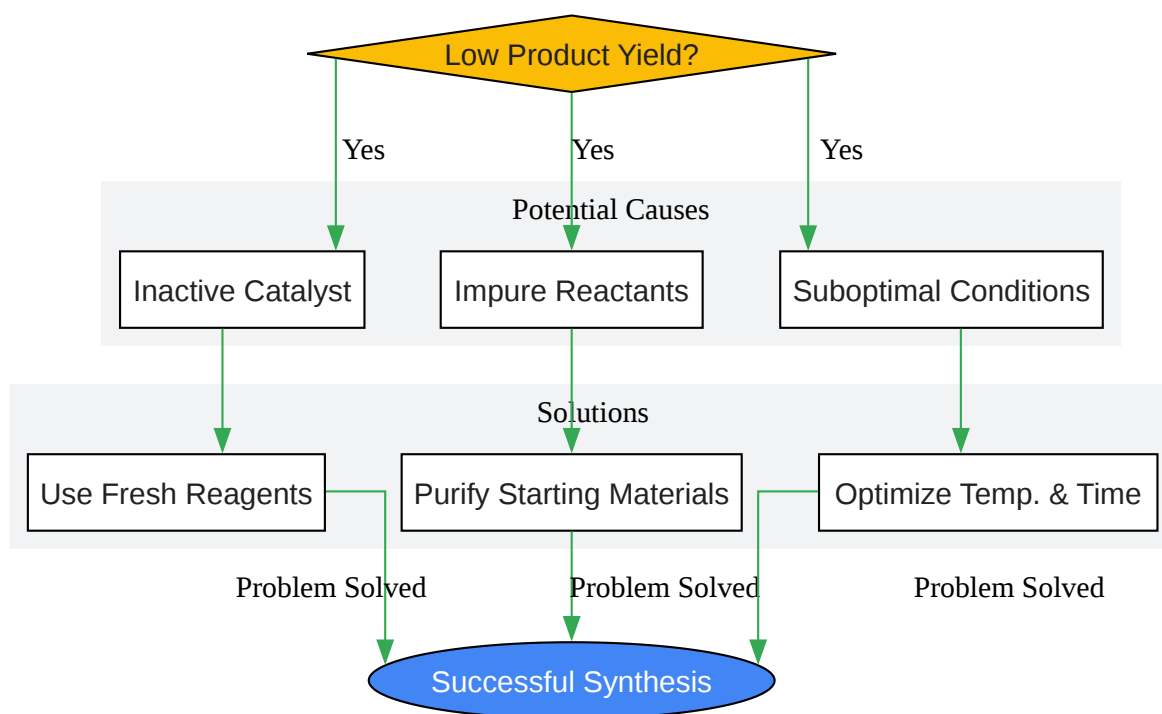 Low Product Yield?
Yes
Yes
Yes
Potential Causes
Inactive Catalyst
Impure Reactants
Suboptimal Conditions
Solutions
Use Fresh Reagents
Purify Starting Materials
Optimize Temp. & Time
Problem Solved
Problem Solved
Problem Solved
Successful Synthesis